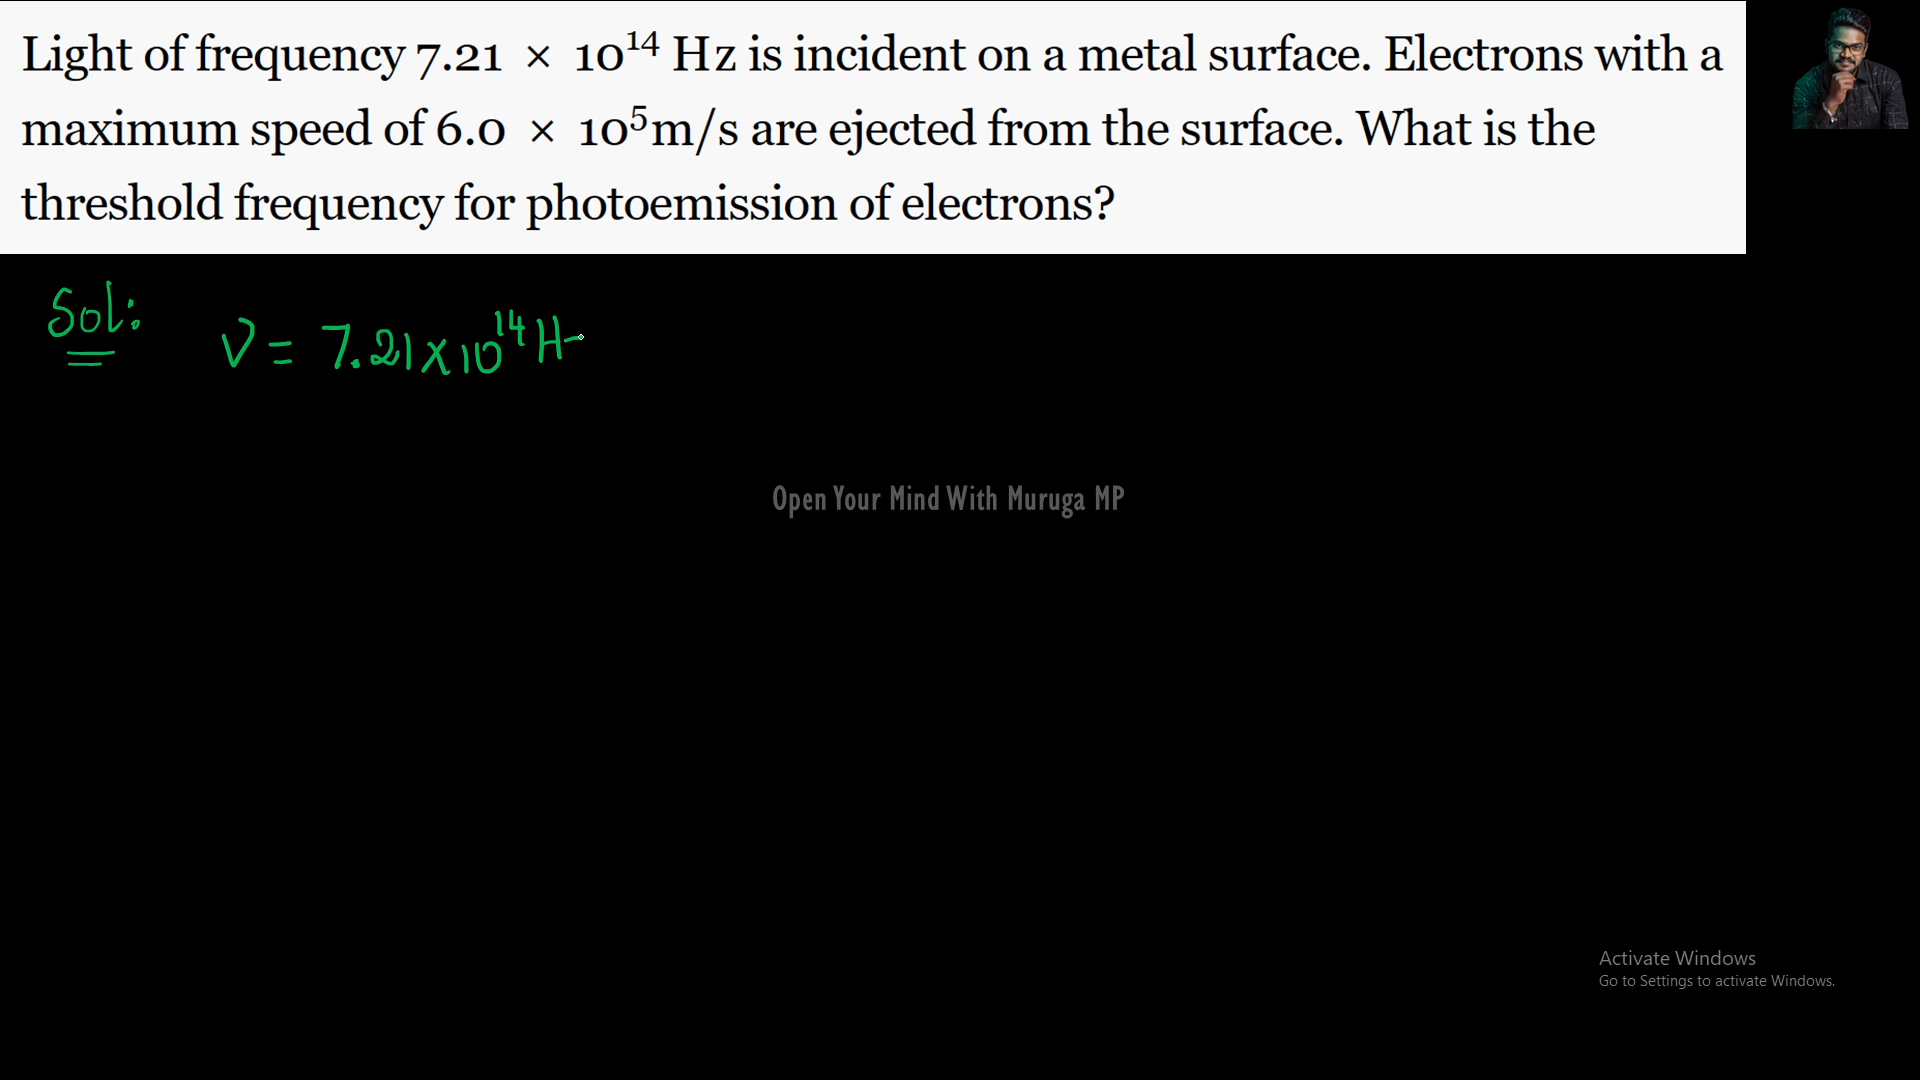 Light of frequency 7.21 × 10¹⁴ Hz is incident on a metal surface. Electrons with a
maximum speed of 6.0 × 10⁵m/s are ejected from the surface. What is the
threshold frequency for photoemission of electrons?
Sol:
ν = 7.21 × 10¹⁴ H
Open Your Mind With Muruga MP
Activate Windows
Go to Settings to activate Windows.